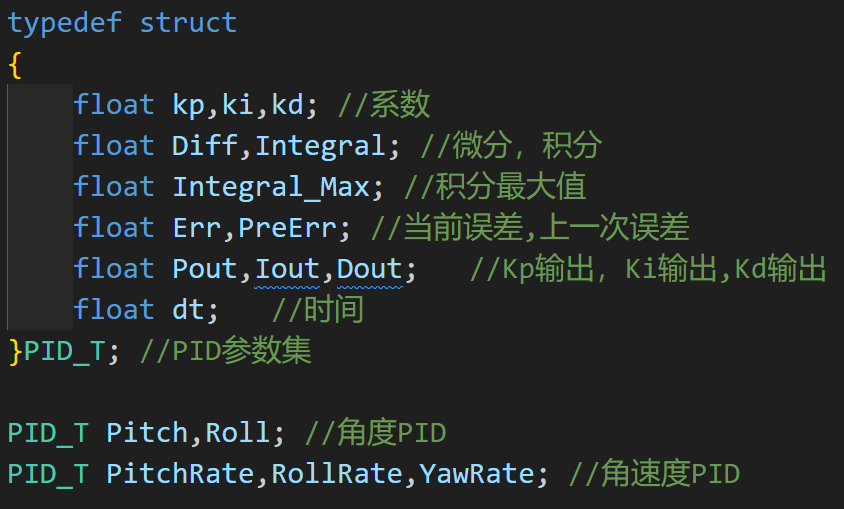 typedef struct
{
    float kp,ki,kd; //系数
    float Diff,Integral; //微分，积分
    float Integral_Max; //积分最大值
    float Err,PreErr; //当前误差,上一次误差
    float Pout,Iout,Dout;   //Kp输出，Ki输出,Kd输出
    float dt;   //时间
}PID_T; //PID参数集

PID_T Pitch,Roll; //角度PID
PID_T PitchRate,RollRate,YawRate; //角速度PID